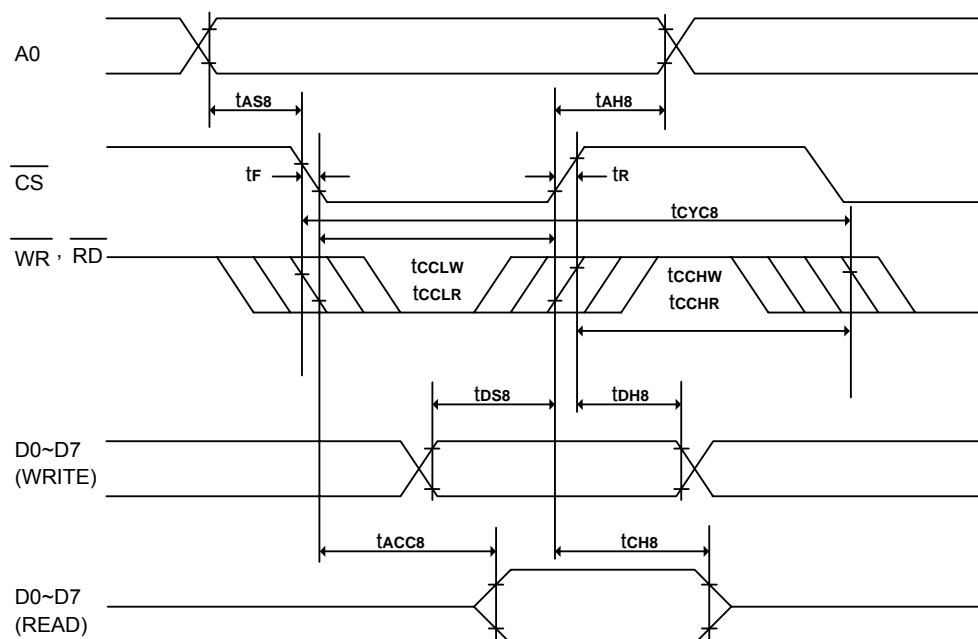 A0
tAS8
tAH8
CS
tF
tR
tCYC8
WR , RD
tCCLW
tCCLR
tCCHW
tCCHR
tDS8
tDH8
D0~D7
(WRITE)
tACC8
tCH8
D0~D7
(READ)